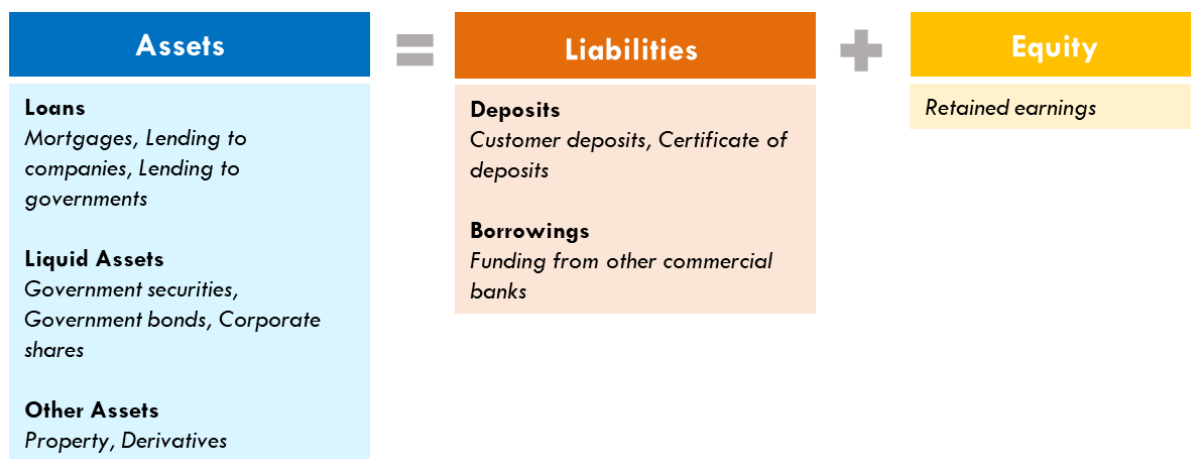 Assets
=
Liabilities
+
Equity
Loans
Mortgages, Lending to
companies, Lending to
governments
Liquid Assets
Government securities,
Government bonds, Corporate
shares
Other Assets
Property, Derivatives
Deposits
Customer deposits, Certificate of
deposits
Borrowings
Funding from other commercial
banks
Retained earnings